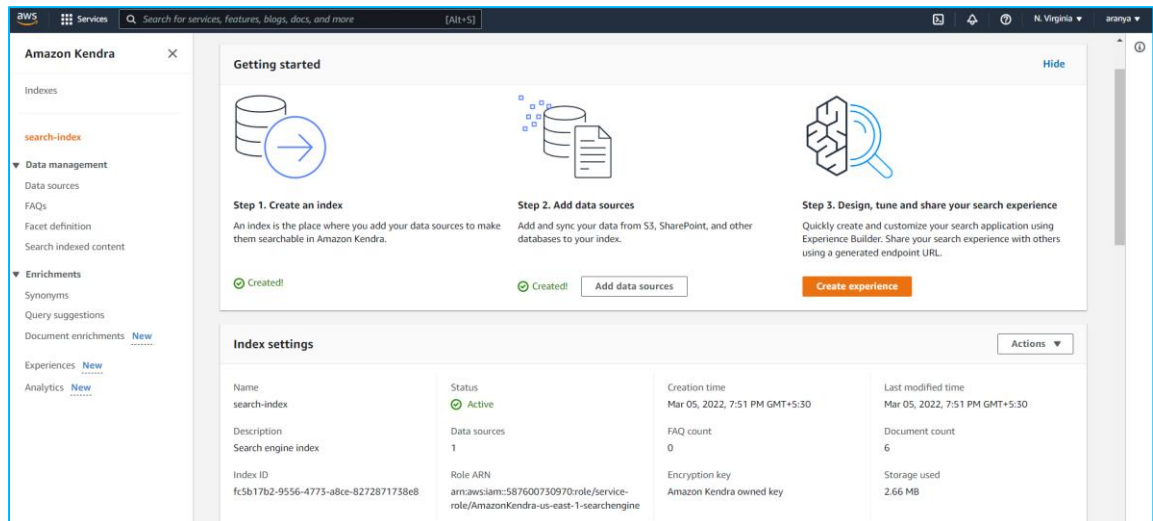 aws
Services
Search for services, features, blogs, docs, and more
[Alt+S]
N. Virginia
aranya
Amazon Kendra
Indexes
search-index
Data management
Data sources
FAQs
Facet definition
Search indexed content
Enrichments
Synonyms
Query suggestions
Document enrichments New
Experiences New
Analytics New
Getting started
Hide
Step 1. Create an index
An index is the place where you add your data sources to make
them searchable in Amazon Kendra.
Created!
Step 2. Add data sources
Add and sync your data from S3, SharePoint, and other
databases to your index.
Created!
Add data sources
Step 3. Design, tune and share your search experience
Quickly create and customize your search application using
Experience Builder. Share your search experience with others
using a generated endpoint URL.
Create experience
Index settings
Actions
Name
search-index
Status
Active
Creation time
Mar 05, 2022, 7:51 PM GMT+5:30
Last modified time
Mar 05, 2022, 7:51 PM GMT+5:30
Description
Search engine index
Data sources
1
FAQ count
0
Document count
6
Index ID
fc5b17b2-9556-4773-a8ce-8272871738e8
Role ARN
arn:aws:iam::587600730970:role/service-
role/AmazonKendra-us-east-1-searchengine
Encryption key
Amazon Kendra owned key
Storage used
2.66 MB